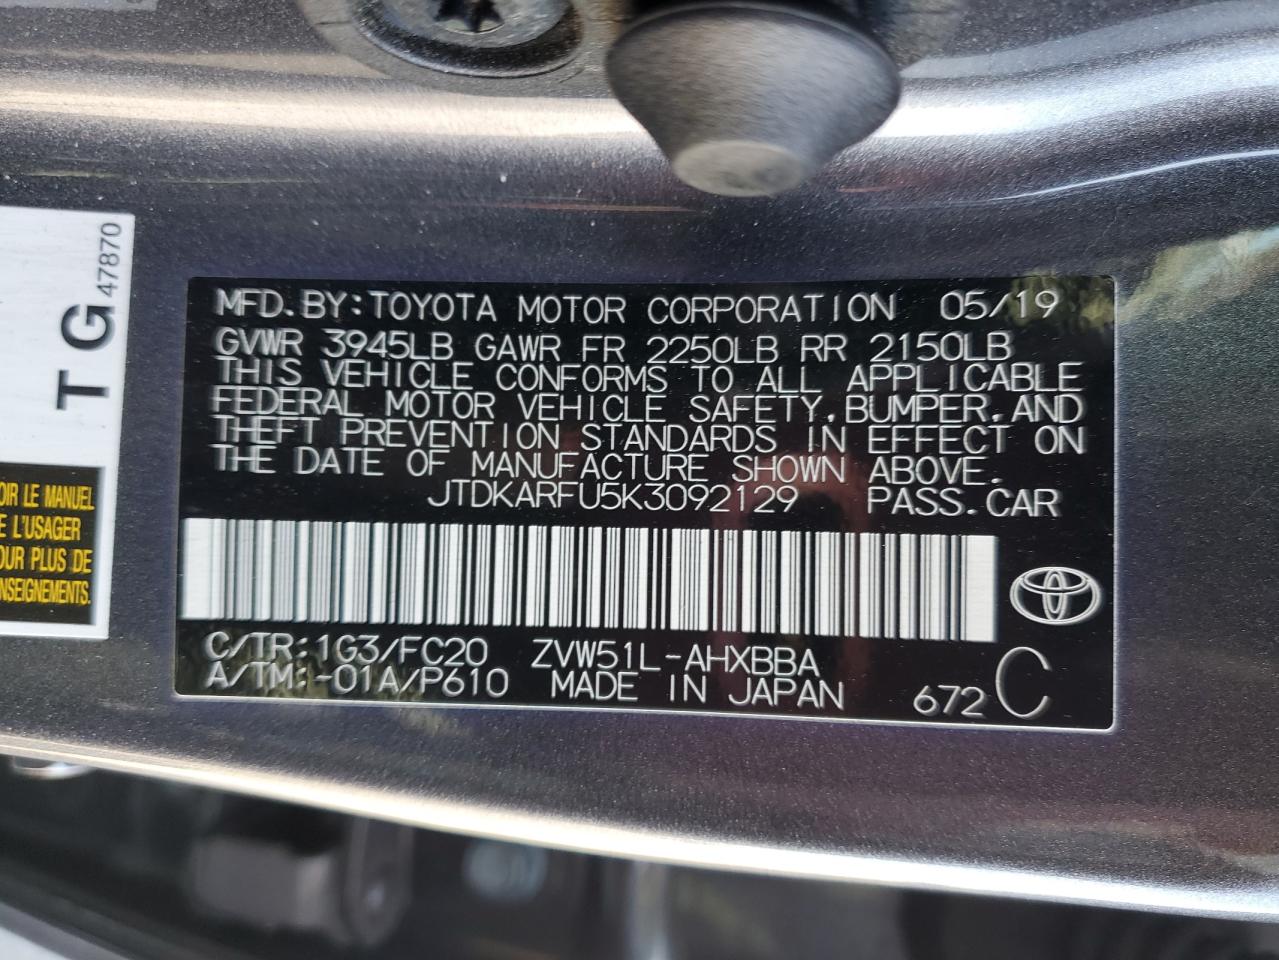 MFD.BY:TOYOTA MOTOR CORPORATION 05/19
GVWR 3945LB GAWR FR 2250LB RR 2150LB
THIS VEHICLE CONFORMS TO ALL APPLICABLE
FEDERAL MOTOR VEHICLE SAFETY,BUMPER,AND
THEFT PREVENTION STANDARDS IN EFFECT ON
THE DATE OF MANUFACTURE SHOWN ABOVE.
JTDKARFU5K3092129 PASS.CAR
C/TR:1G3/FC20 ZVW51L-AHXBBA
A/TM:-01A/P610 MADE IN JAPAN 672 C
TG
47870
LE MANUEL
L'USAGER
PLUS DE